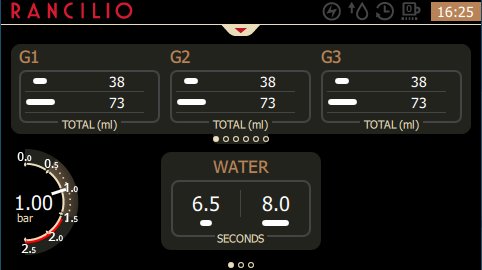 RANCILIO
0
16:25
G1
38
73
TOTAL (ml)
G2
38
73
TOTAL (ml)
G3
38
73
TOTAL (ml)
0.0
0.5
1.0
1.5
2.0
2.5
1.00
bar
WATER
6.5 8.0
SECONDS